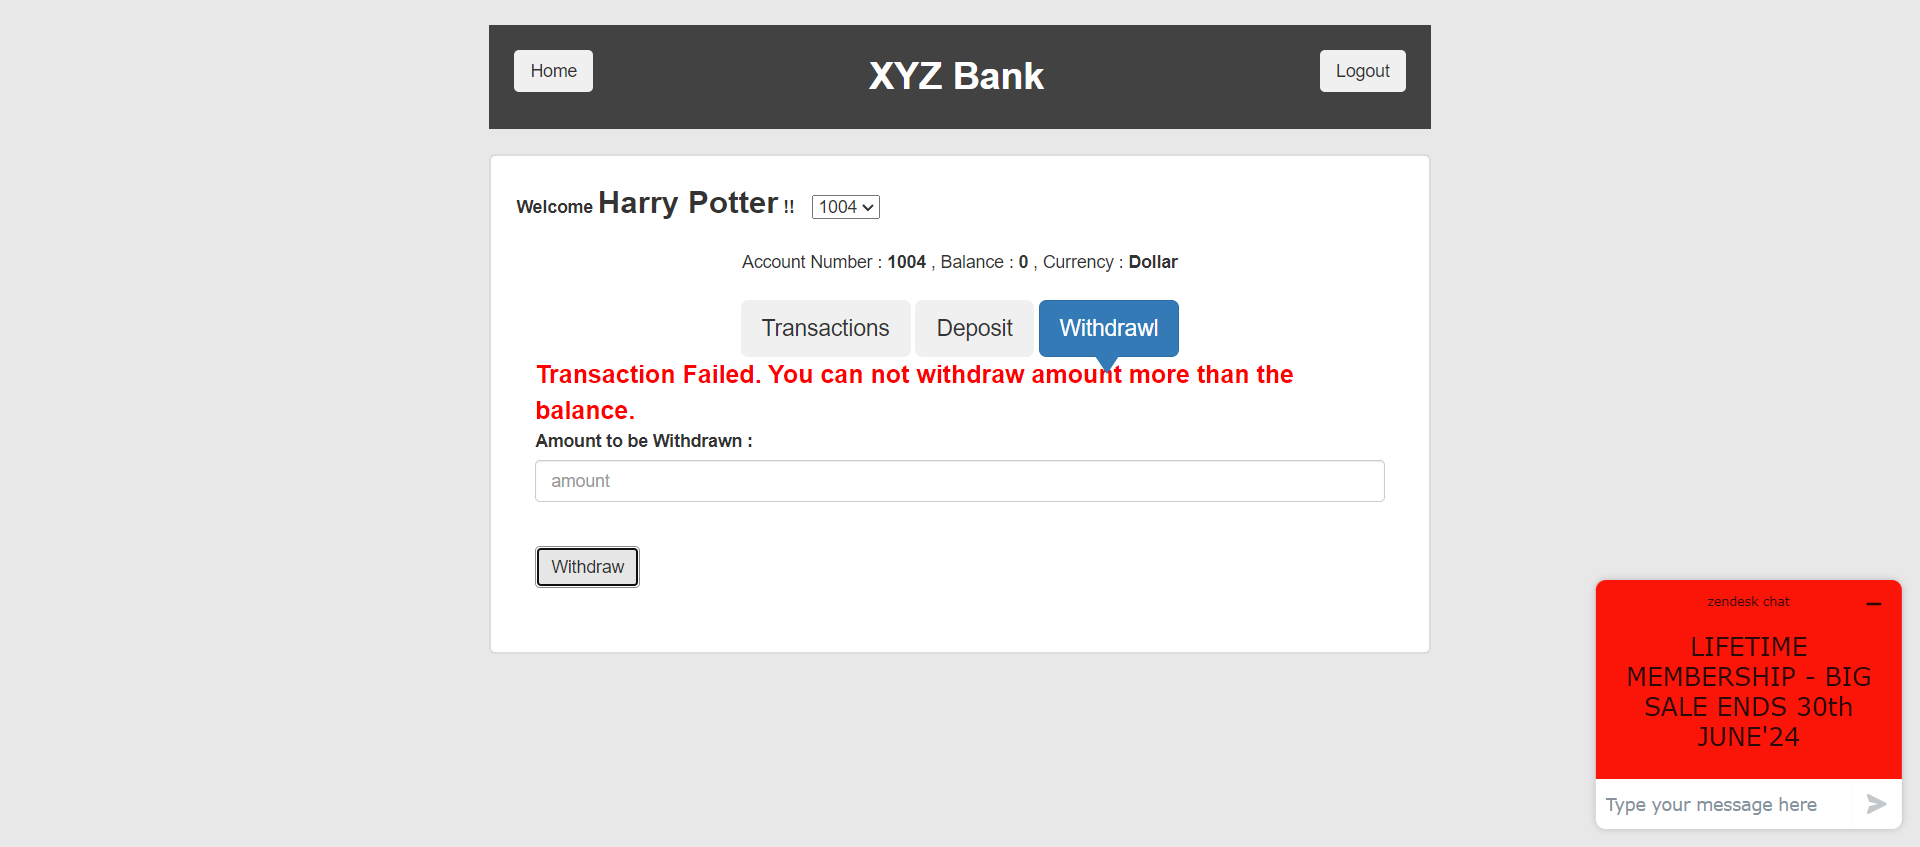 Home
XYZ Bank
Logout
Welcome Harry Potter !! 1004
Account Number : 1004 , Balance : 0 , Currency : Dollar
Transactions
Deposit
Withdrawl
Transaction Failed. You can not withdraw amount more than the
balance.
Amount to be Withdrawn :
amount
Withdraw
zendesk chat
LIFETIME
MEMBERSHIP - BIG
SALE ENDS 30th
JUNE'24
Type your message here